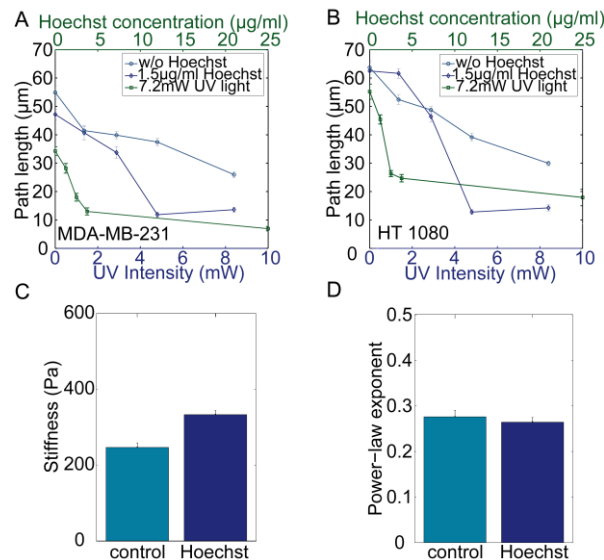 A
Hoechst concentration (µg/ml)
0 5 10 15 20 25
70
60
50
40
30
20
10
0
Path length (µm)
w/o Hoechst
1.5µg/ml Hoechst
7.2mW UV light
MDA-MB-231
0 2 4 6 8 10
UV Intensity (mW)
B
Hoechst concentration (µg/ml)
0 5 10 15 20 25
70
60
50
40
30
20
10
0
Path length (µm)
w/o Hoechst
1.5µg/ml Hoechst
7.2mW UV light
HT 1080
0 2 4 6 8 10
UV Intensity (mW)
C
600
400
200
0
Stiffness (Pa)
control Hoechst
D
0.5
0.4
0.3
0.2
0.1
0
Power-law exponent
control Hoechst